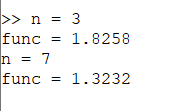 >> n = 3
func = 1.8258
n = 7
func = 1.3232